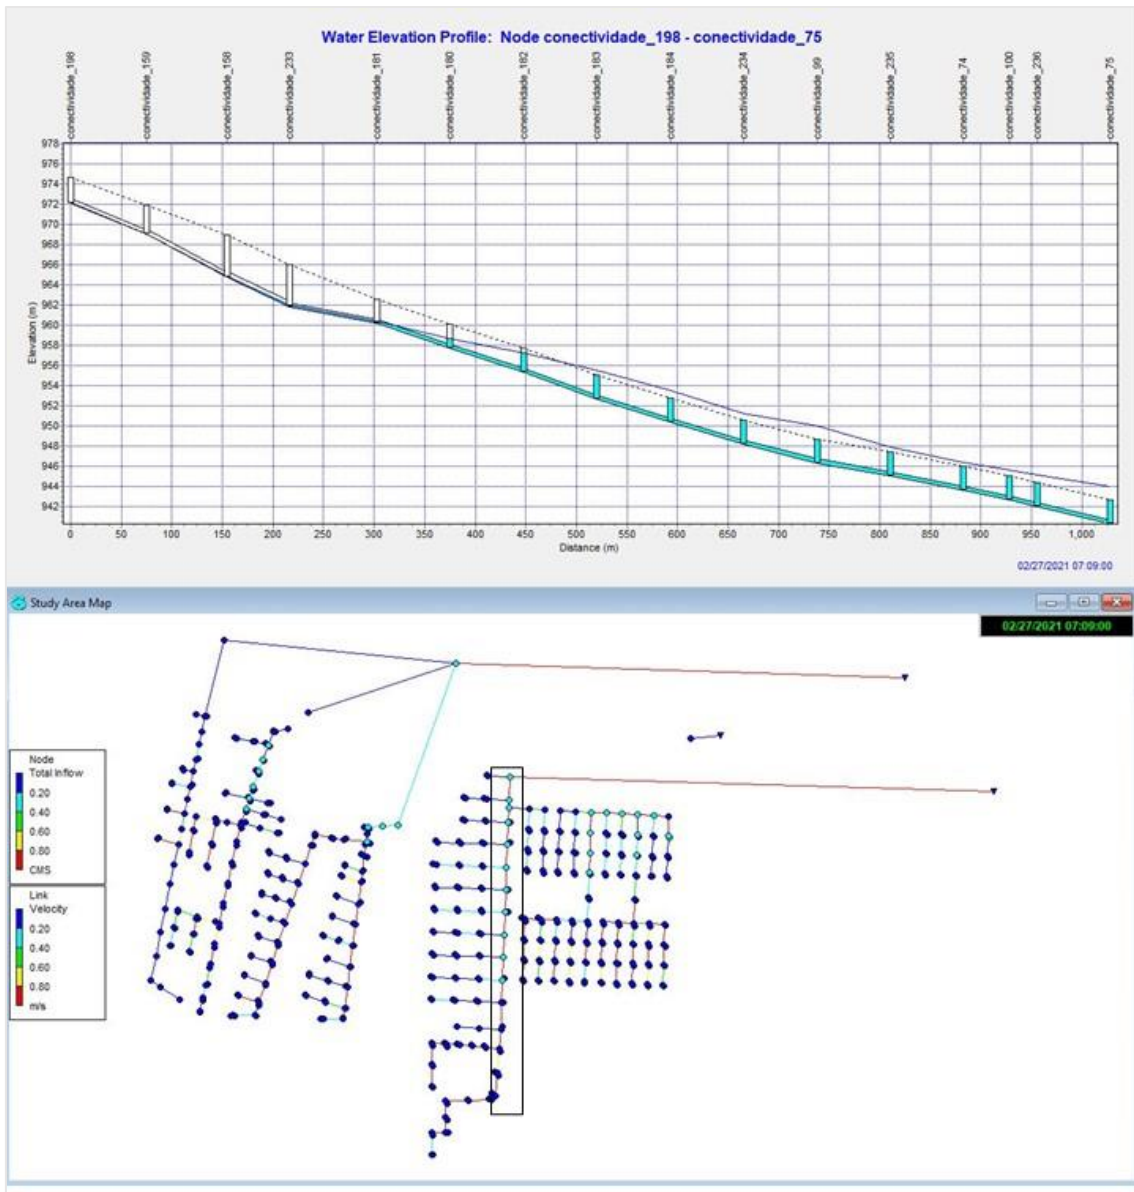 Water Elevation Profile: Node conectividade_198 - conectividade_75
conectividade_198
conectividade_159
conectividade_158
conectividade_233
conectividade_181
conectividade_180
conectividade_182
conectividade_183
conectividade_184
conectividade_234
conectividade_99
conectividade_235
conectividade_74
conectividade_100
conectividade_236
conectividade_75
978
976
974
972
970
968
966
964
962
960
958
956
954
952
950
948
946
944
942
Elevation (m)
0 50 100 150 200 250 300 350 400 450 500 550 600 650 700 750 800 850 900 950 1,000
Distance (m)
02/27/2021 07:09:00
Study Area Map
02/27/2021 07:09:00
Node
Total Inflow
0.20
0.40
0.60
0.80
CMS
Link
Velocity
0.20
0.40
0.60
0.80
m/s